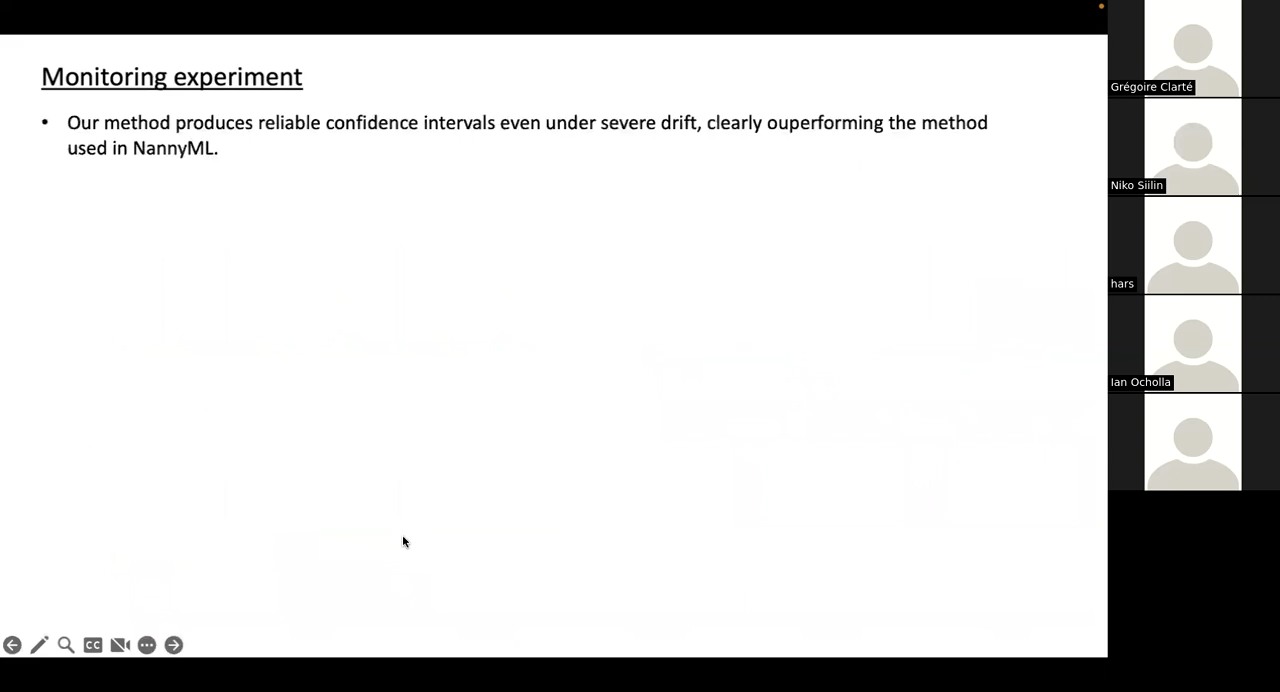 Monitoring experiment
• Our method produces reliable confidence intervals even under severe drift, clearly ouperforming the method
used in NannyML.
Grégoire Clarté
Niko Siilin
hars
Ian Ocholla
CC